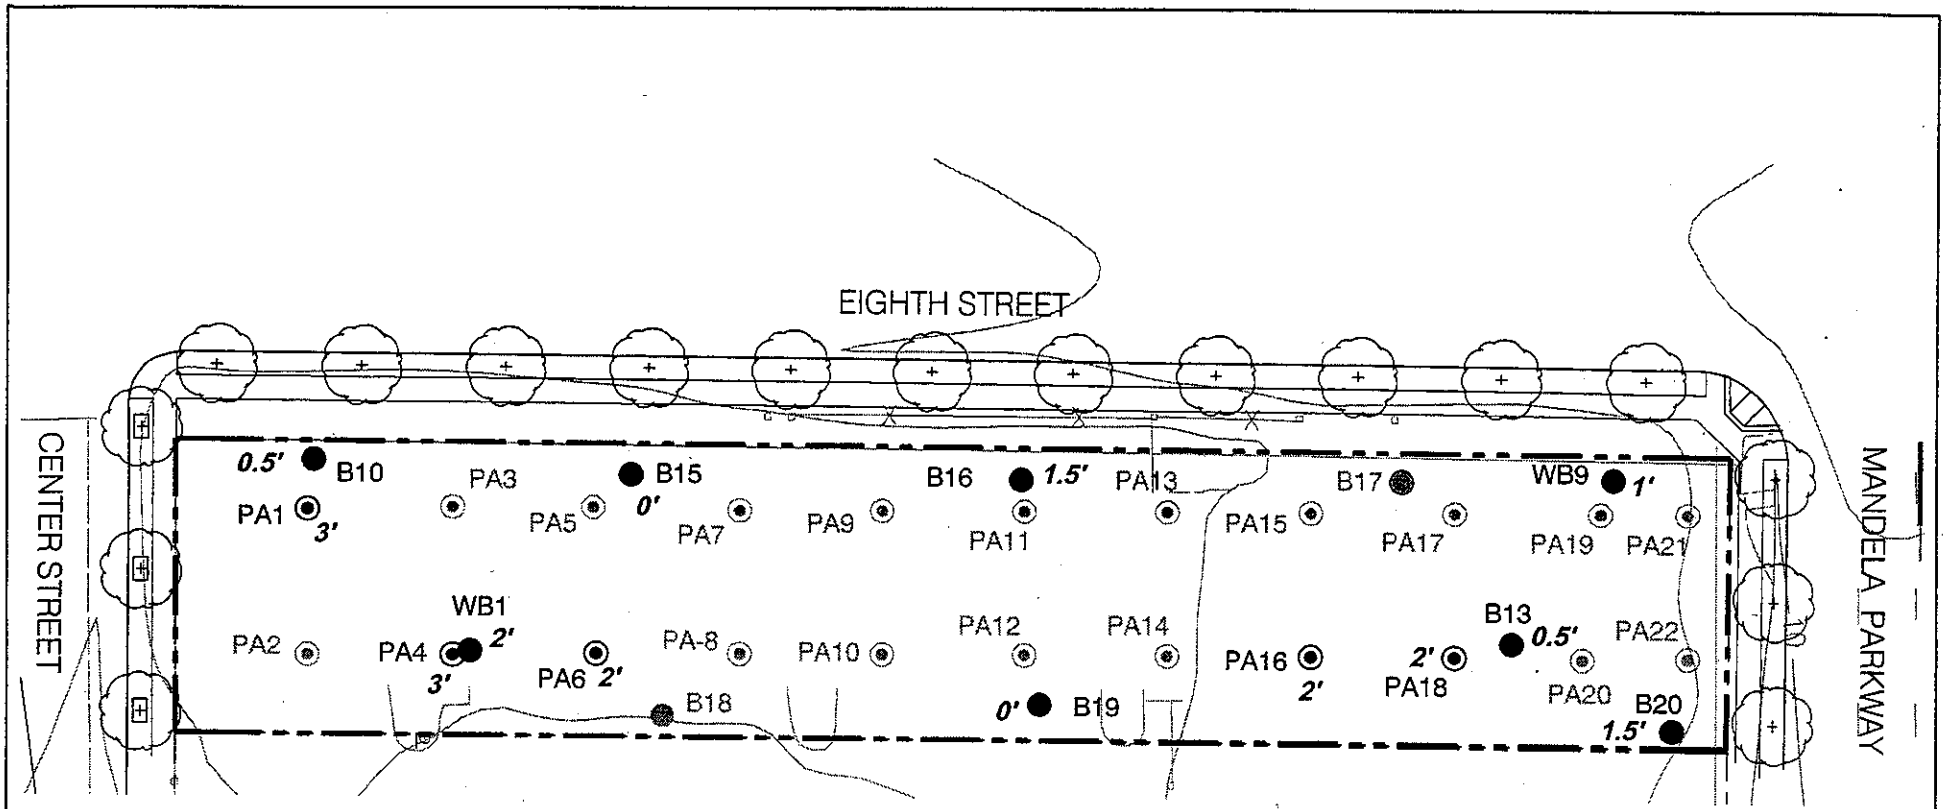 EIGHTH STREET
CENTER STREET
MANDELA PARKWAY
0.5'
B10
PA3
B15
0'
B16
1.5'
PA13
B17
WB9
1'
PA1
3'
PA5
PA7
PA9
PA11
PA15
PA17
PA19
PA21
WB1
2'
PA2
PA4
3'
PA6
2'
PA-8
PA10
PA12
PA14
PA16
2'
2'
PA18
B13
0.5'
PA22
PA20
B18
0'
B19
B20
1.5'